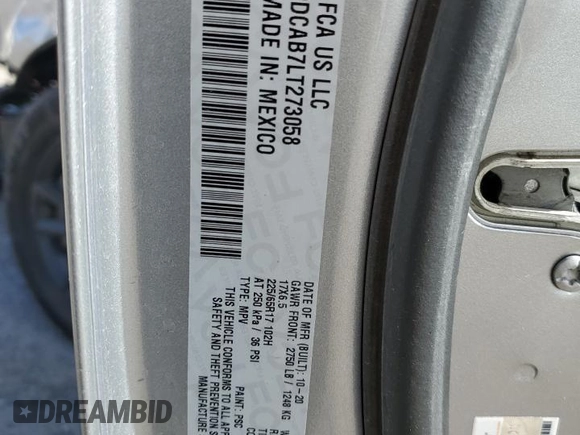 FCA US LLC
DCAB7LT273058
MADE IN: MEXICO
DATE OF MFR (BUILT): 10-20
GAWR FRONT: 2750 LB / 1248 KG
17X6.5
225/65R17 102H
AT 250 kPa / 36 PSI
TYPE: MPV
PAINT: PSC
THIS VEHICLE CONFORMS TO ALL APP
SAFETY AND THEFT PREVENTION S
MANUFACTURE
DREAMBID
DREAMBID